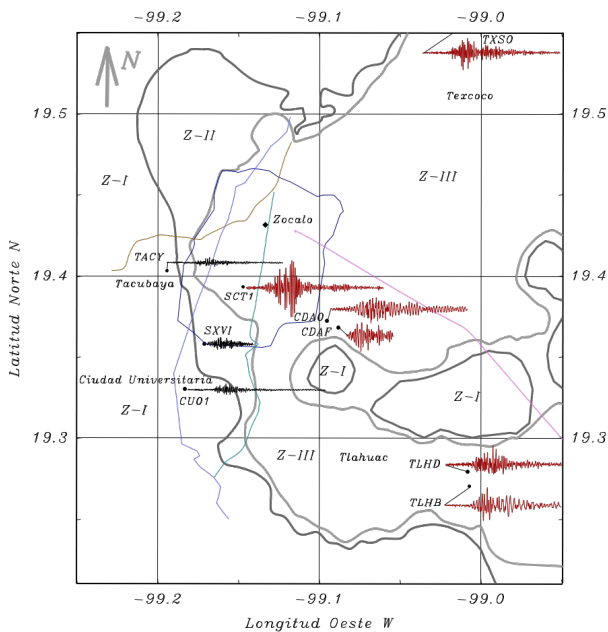 -99.2 -99.1 -99.0
TXSO
N
Texcoco
19.5 19.5
Z-II
Z-I Z-III
Zocalo
TACY
19.4 Tacubaya 19.4
SCT1
CDAO
SXVI CDAF
Ciudad Universitaria Z-I
Z-I CU01 Z-I
19.3 19.3
Z-III Tlahuac TLHD
TLHB
-99.2 -99.1 -99.0
Longitud Oeste W
Latitud Norte N